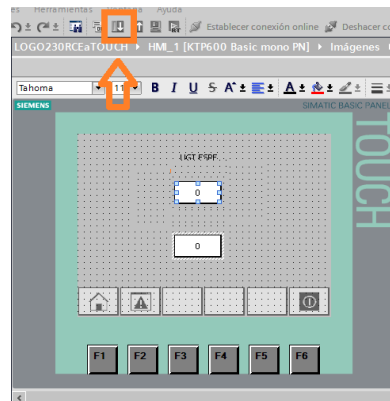 es Herramientas Ventana Ayuda
Establecer conexión online Deshacer co
LOGO230RCEaTOUCH HMI_1 [KTP600 Basic mono PN] Imágenes
Tahoma 11 B I U S A A
SIEMENS SIMATIC BASIC PANEL
TOUCH
0
0
F1 F2 F3 F4 F5 F6